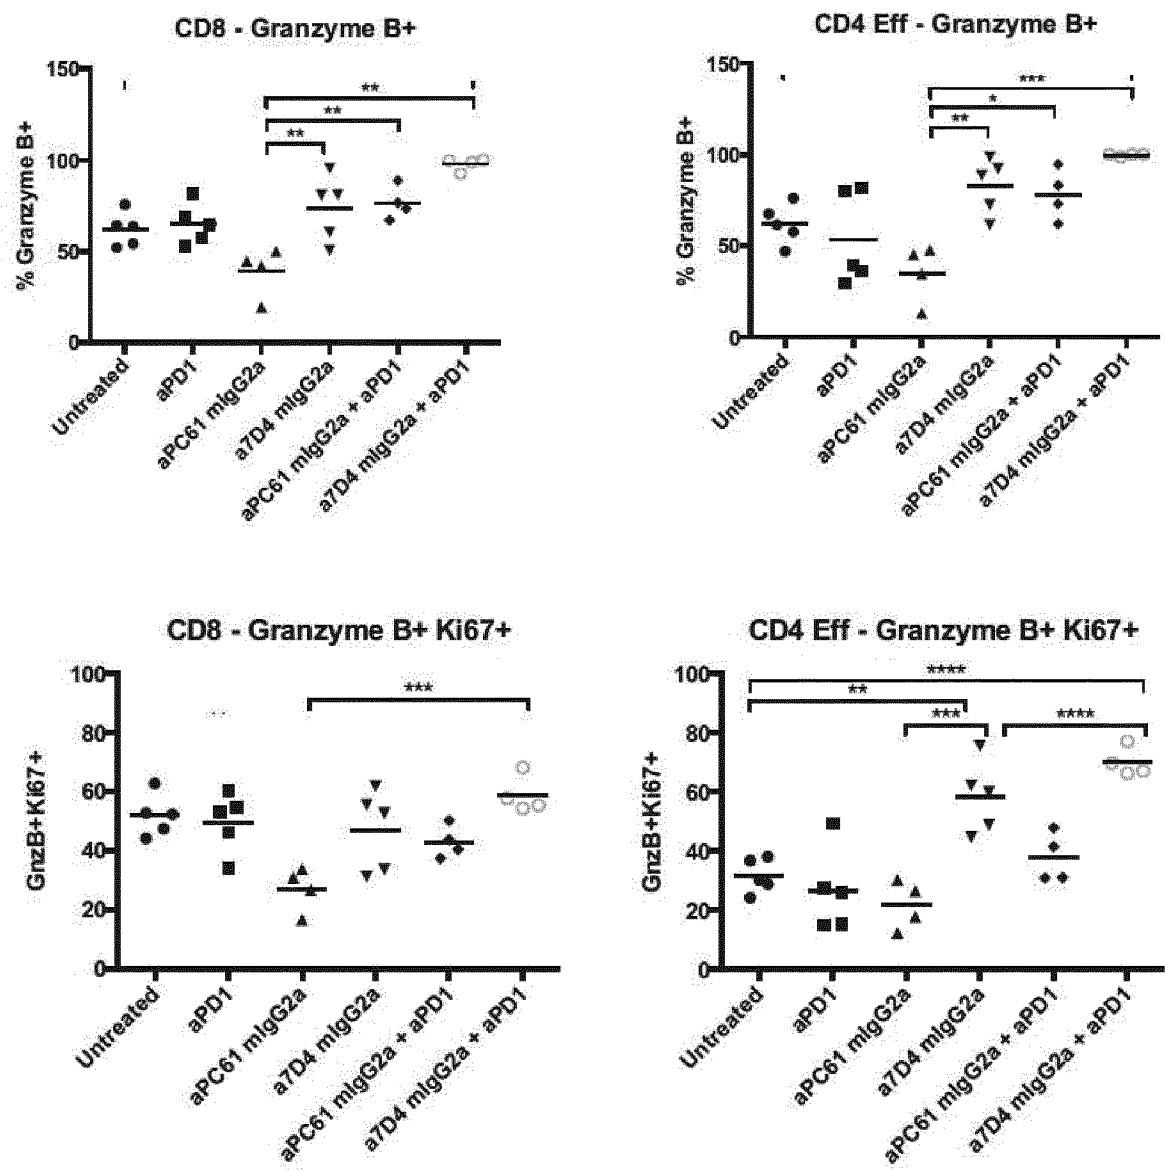 CD8 - Granzyme B+
% Granzyme B+
150
100
50
0
**
**
**
Untreated
aPD1
aPC61 mIgG2a
a7D4 mIgG2a
aPC61 mIgG2a + aPD1
a7D4 mIgG2a + aPD1
CD4 Eff - Granzyme B+
% Granzyme B+
150
100
50
0
***
*
**
Untreated
aPD1
aPC61 mIgG2a
a7D4 mIgG2a
aPC61 mIgG2a + aPD1
a7D4 mIgG2a + aPD1
CD8 - Granzyme B+ Ki67+
GnzB+Ki67+
100
80
60
40
20
0
***
Untreated
aPD1
aPC61 mIgG2a
a7D4 mIgG2a
aPC61 mIgG2a + aPD1
a7D4 mIgG2a + aPD1
CD4 Eff - Granzyme B+ Ki67+
GnzB+Ki67+
100
80
60
40
20
0
****
**
***
****
Untreated
aPD1
aPC61 mIgG2a
a7D4 mIgG2a
aPC61 mIgG2a + aPD1
a7D4 mIgG2a + aPD1